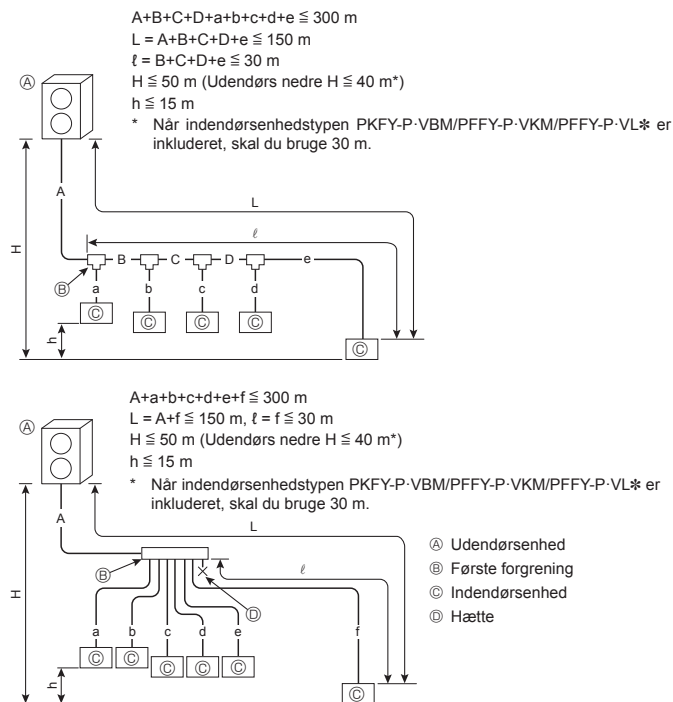 A+B+C+D+a+b+c+d+e ≦ 300 m
L = A+B+C+D+e ≦ 150 m
ℓ = B+C+D+e ≦ 30 m
H ≦ 50 m (Udendørs nedre H ≦ 40 m*)
h ≦ 15 m
* Når indendørsenhedstypen PKFY-P·VBM/PFFY-P·VKM/PFFY-P·VL✽ er
inkluderet, skal du bruge 30 m.
Ⓐ
A
L
H
ℓ
B C D e
Ⓑ
a b c d
Ⓒ Ⓒ Ⓒ Ⓒ
h
Ⓒ
A+a+b+c+d+e+f ≦ 300 m
L = A+f ≦ 150 m, ℓ = f ≦ 30 m
H ≦ 50 m (Udendørs nedre H ≦ 40 m*)
h ≦ 15 m
* Når indendørsenhedstypen PKFY-P·VBM/PFFY-P·VKM/PFFY-P·VL✽ er
inkluderet, skal du bruge 30 m.
Ⓐ
A
L
H
Ⓑ
ℓ
Ⓓ
a b c d e f
Ⓒ Ⓒ Ⓒ Ⓒ Ⓒ
h
Ⓒ
Ⓐ Udendørsenhed
Ⓑ Første forgrening
Ⓒ Indendørsenhed
Ⓓ Hætte